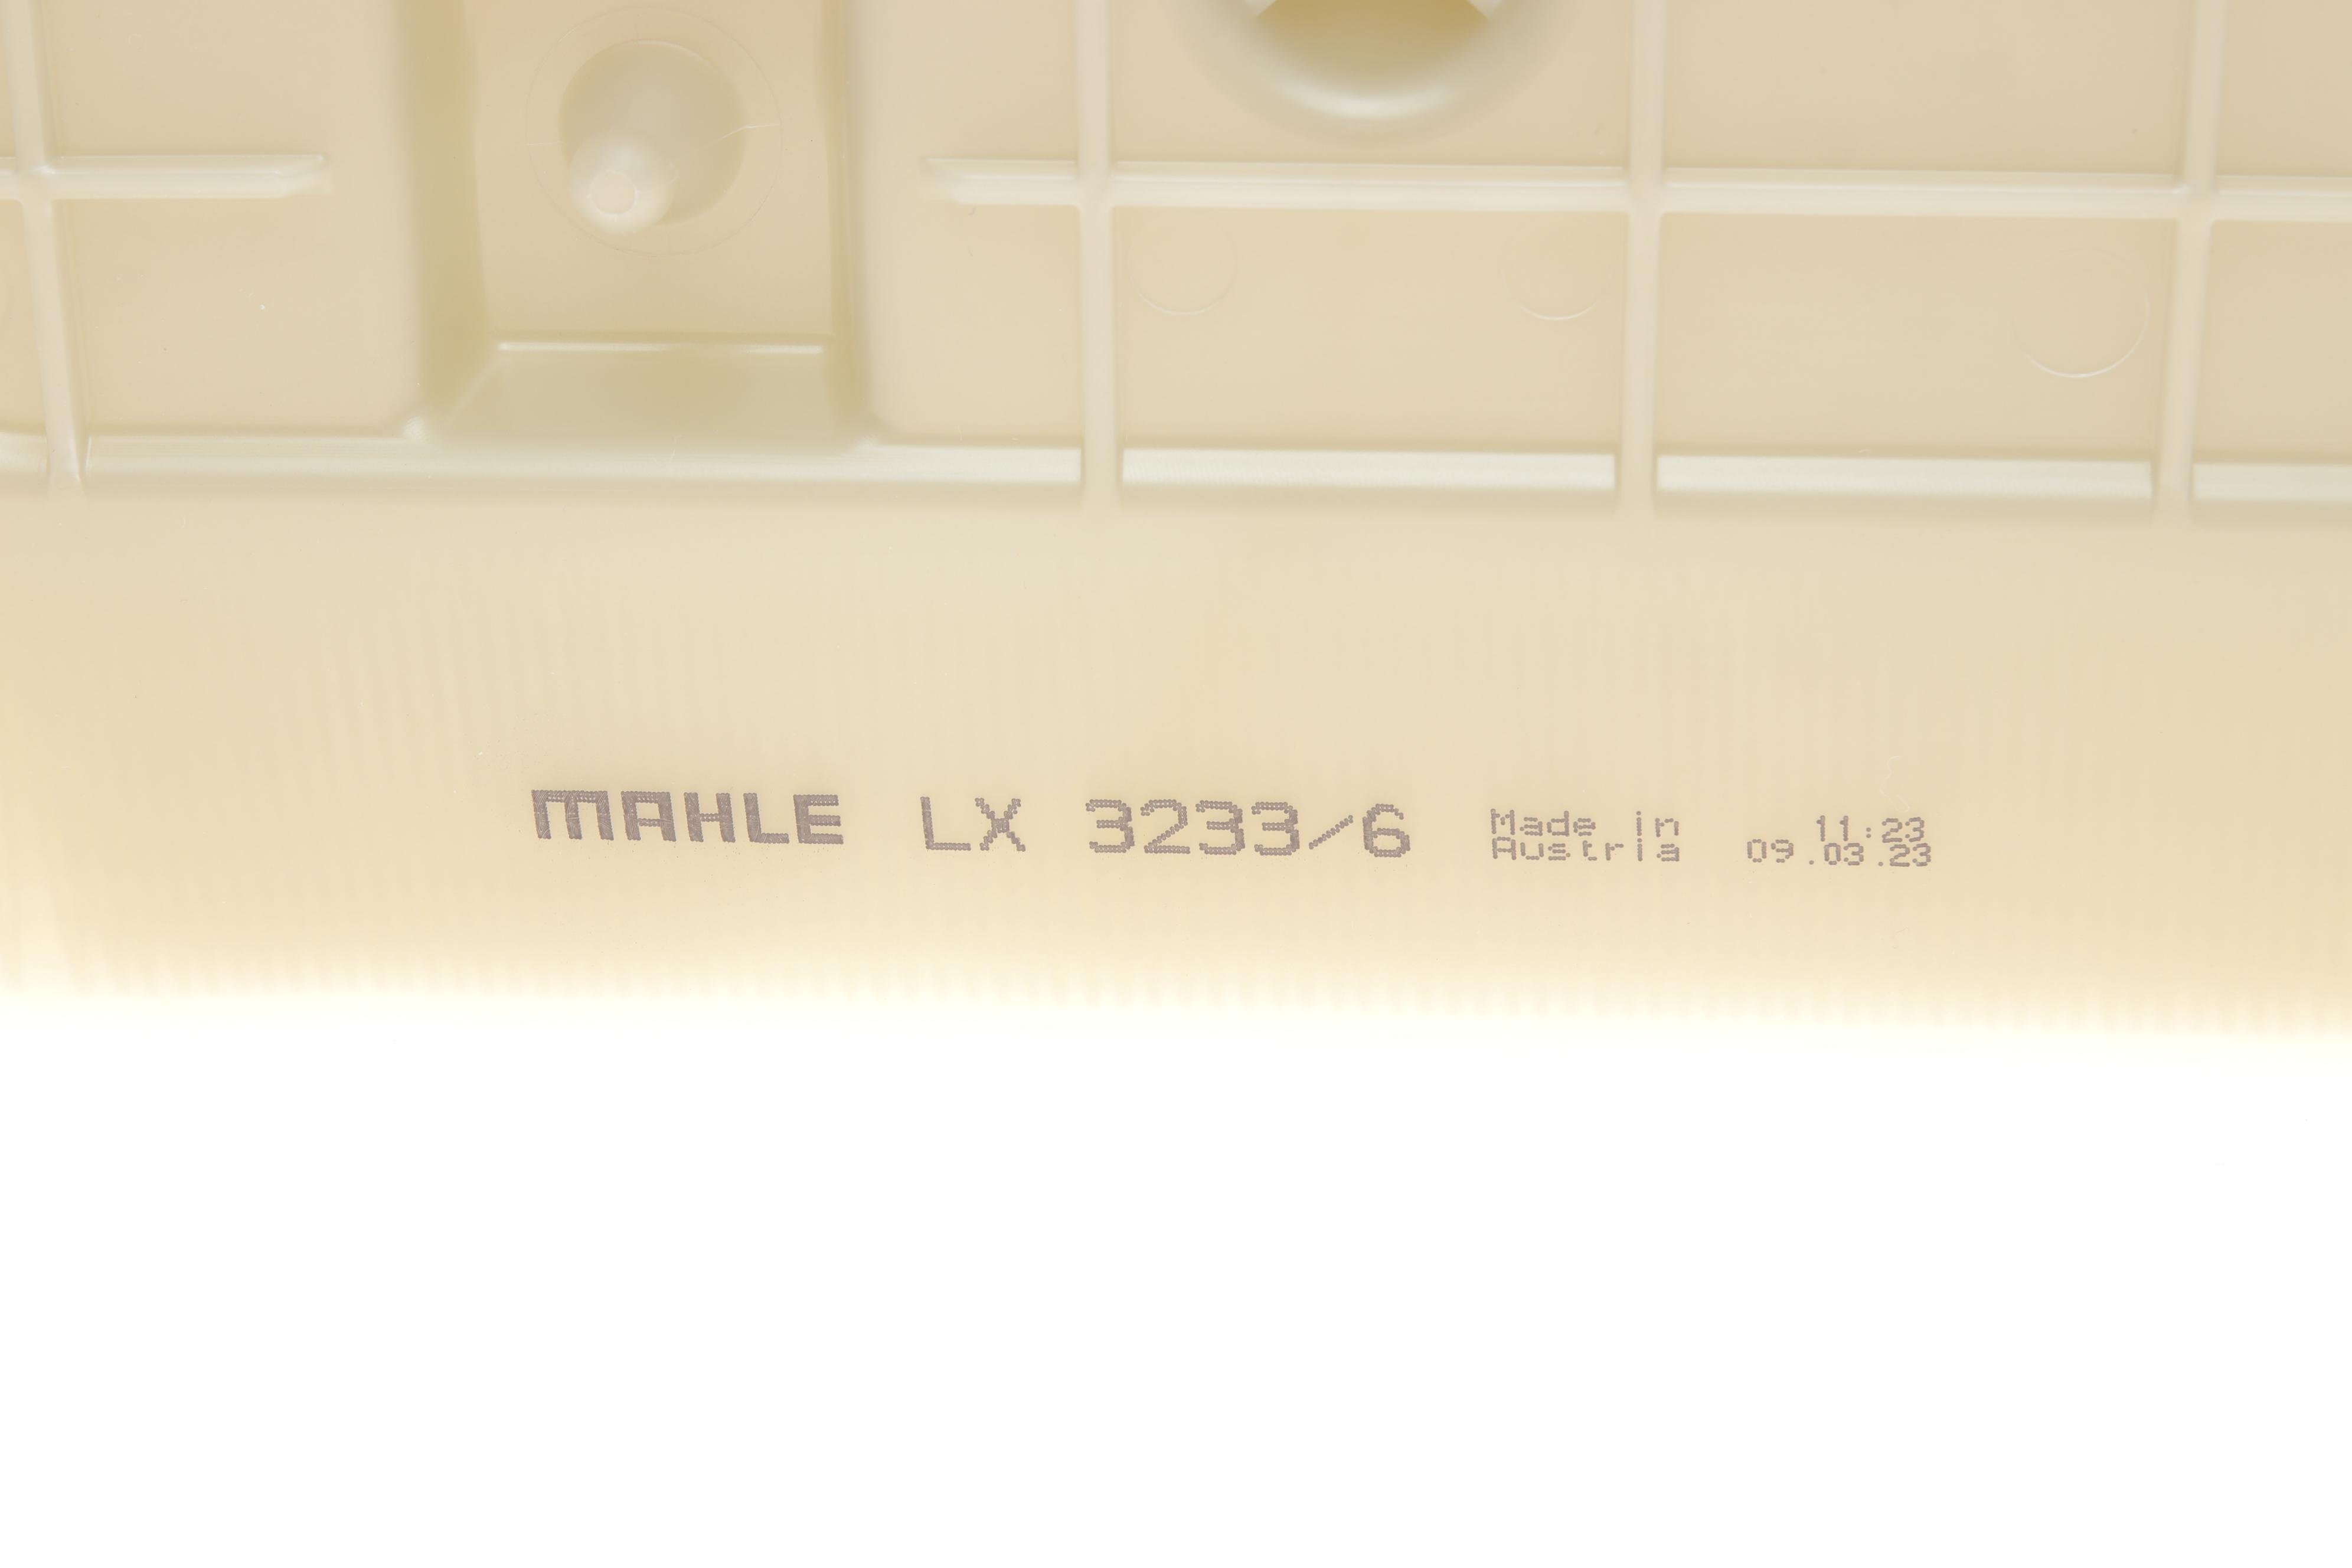 MAHLE LX 3233/6
Made in
Austria
11:23
09.03.23